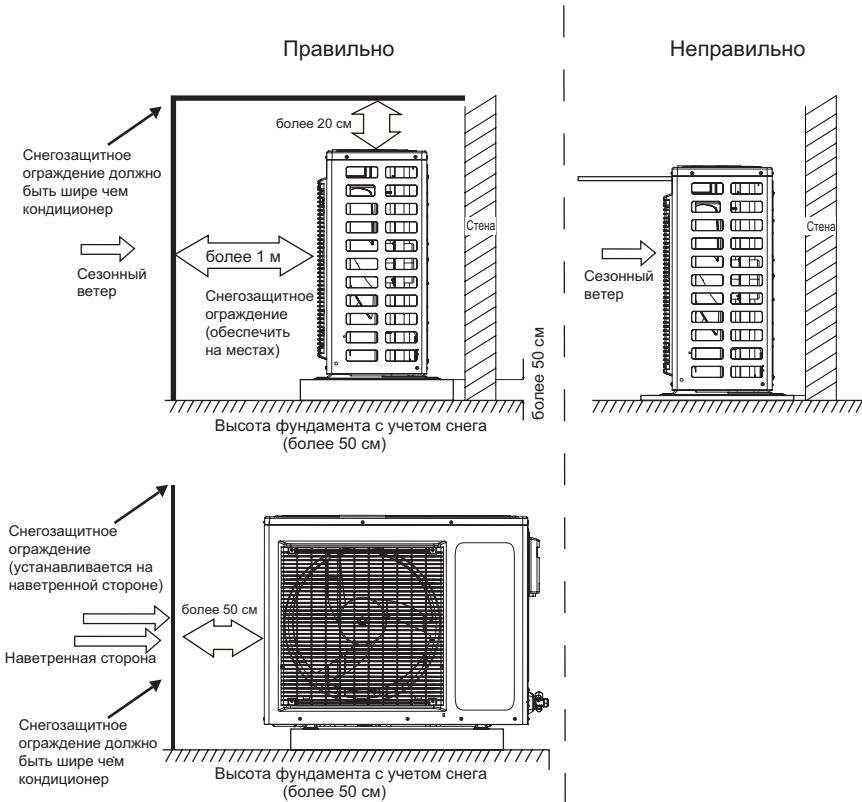 Правильно
Неправильно
более 20 см
Снегозащитное
ограждение должно
быть шире чем
кондиционер
Стена
Стена
более 1 м
Сезонный
ветер
Сезонный
ветер
Снегозащитное
ограждение
(обеспечить
на местах)
более 50 см
Высота фундамента с учетом снега
(более 50 см)
Снегозащитное
ограждение
(устанавливается на
наветренной стороне)
более 50 см
Наветренная сторона
Снегозащитное
ограждение должно
быть шире чем
кондиционер
Высота фундамента с учетом снега
(более 50 см)